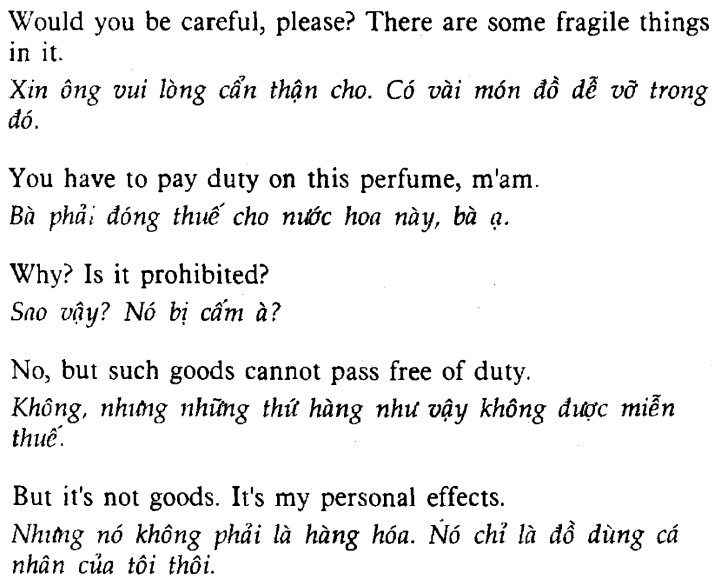 Would you be careful, please? There are some fragile things
in it.
Xin ông vui lòng cẩn thận cho. Có vài món đồ dễ vỡ trong
đó.
You have to pay duty on this perfume, m'am.
Bà phải đóng thuế cho nước hoa này, bà ạ.
Why? Is it prohibited?
Sao vậy? Nó bị cấm à?
No, but such goods cannot pass free of duty.
Không, nhưng những thứ hàng như vậy không được miễn
thuế.
But it's not goods. It's my personal effects.
Nhưng nó không phải là hàng hóa. Nó chỉ là đồ dùng cá
nhân của tôi thôi.